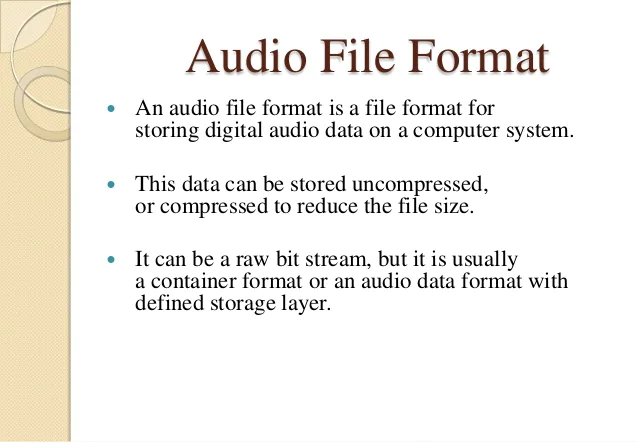 Audio File Format
• An audio file format is a file format for
storing digital audio data on a computer system.
• This data can be stored uncompressed,
or compressed to reduce the file size.
• It can be a raw bit stream, but it is usually
a container format or an audio data format with
defined storage layer.